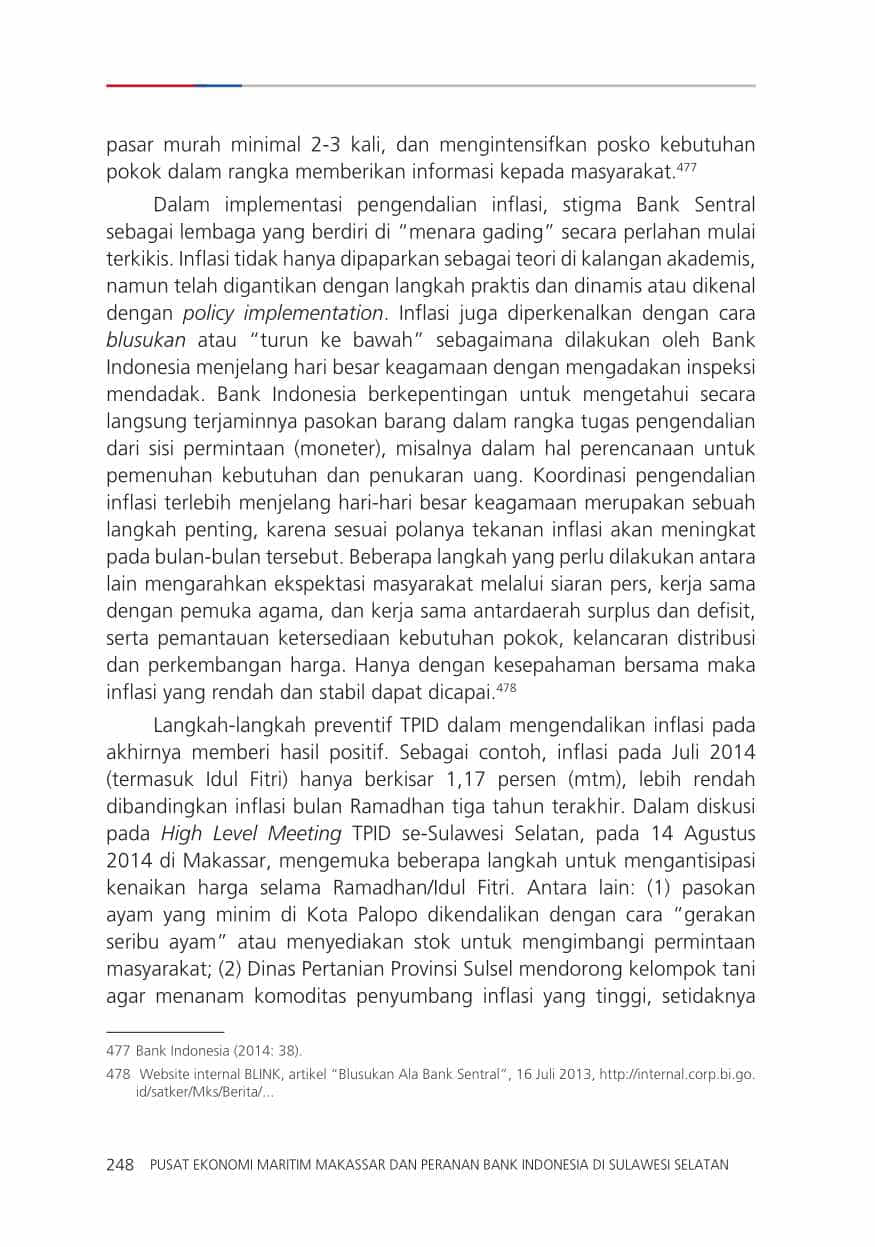 pasar murah minimal 2-3 kali, dan mengintensifkan posko kebutuhan
pokok dalam rangka memberikan informasi kepada masyarakat.477
Dalam implementasi pengendalian inflasi, stigma Bank Sentral
sebagai lembaga yang berdiri di “menara gading” secara perlahan mulai
terkikis. Inflasi tidak hanya dipaparkan sebagai teori di kalangan akademis,
namun telah digantikan dengan langkah praktis dan dinamis atau dikenal
dengan policy implementation. Inflasi juga diperkenalkan dengan cara
blusukan atau “turun ke bawah” sebagaimana dilakukan oleh Bank
Indonesia menjelang hari besar keagamaan dengan mengadakan inspeksi
mendadak. Bank Indonesia berkepentingan untuk mengetahui secara
langsung terjaminnya pasokan barang dalam rangka tugas pengendalian
dari sisi permintaan (moneter), misalnya dalam hal perencanaan untuk
pemenuhan kebutuhan dan penukaran uang. Koordinasi pengendalian
inflasi terlebih menjelang hari-hari besar keagamaan merupakan sebuah
langkah penting, karena sesuai polanya tekanan inflasi akan meningkat
pada bulan-bulan tersebut. Beberapa langkah yang perlu dilakukan antara
lain mengarahkan ekspektasi masyarakat melalui siaran pers, kerja sama
dengan pemuka agama, dan kerja sama antardaerah surplus dan defisit,
serta pemantauan ketersediaan kebutuhan pokok, kelancaran distribusi
dan perkembangan harga. Hanya dengan kesepahaman bersama maka
inflasi yang rendah dan stabil dapat dicapai.478
Langkah-langkah preventif TPID dalam mengendalikan inflasi pada
akhirnya memberi hasil positif. Sebagai contoh, inflasi pada Juli 2014
(termasuk Idul Fitri) hanya berkisar 1,17 persen (mtm), lebih rendah
dibandingkan inflasi bulan Ramadhan tiga tahun terakhir. Dalam diskusi
pada High Level Meeting TPID se-Sulawesi Selatan, pada 14 Agustus
2014 di Makassar, mengemuka beberapa langkah untuk mengantisipasi
kenaikan harga selama Ramadhan/Idul Fitri. Antara lain: (1) pasokan
ayam yang minim di Kota Palopo dikendalikan dengan cara “gerakan
seribu ayam” atau menyediakan stok untuk mengimbangi permintaan
masyarakat; (2) Dinas Pertanian Provinsi Sulsel mendorong kelompok tani
agar menanam komoditas penyumbang inflasi yang tinggi, setidaknya
477 Bank Indonesia (2014: 38).
478 Website internal BLINK, artikel “Blusukan Ala Bank Sentral”, 16 Juli 2013, http://internal.corp.bi.go.
id/satker/Mks/Berita/...
248 PUSAT EKONOMI MARITIM MAKASSAR DAN PERANAN BANK INDONESIA DI SULAWESI SELATAN